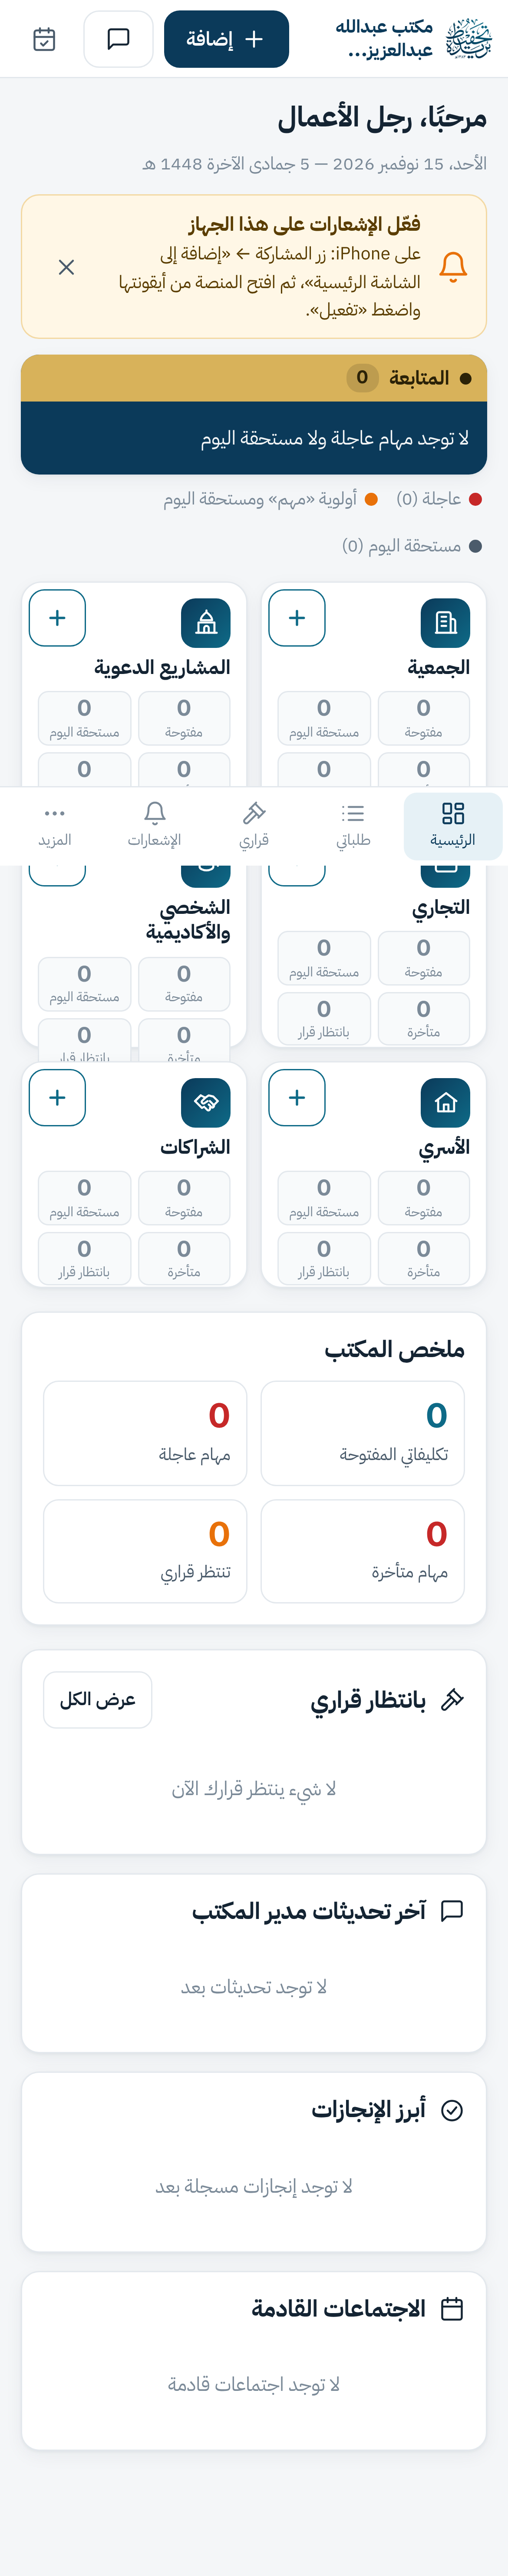 مكتب عبدالله
عبدالعزيز...
إضافة
مرحبًا، رجل الأعمال
الأحد، 15 نوفمبر 2026 — 5 جمادى الآخرة 1448 هـ
فعّل الإشعارات على هذا الجهاز
على iPhone: زر المشاركة ← «إضافة إلى
الشاشة الرئيسية»، ثم افتح المنصة من أيقونتها
واضغط «تفعيل».
المتابعة 0
لا توجد مهام عاجلة ولا مستحقة اليوم
عاجلة (0) أولوية «مهم» ومستحقة اليوم
مستحقة اليوم (0)
الجمعية
0 0
مفتوحة مستحقة اليوم
0 0
المشاريع الدعوية
0 0
مفتوحة مستحقة اليوم
0 0
الرئيسية طلباتي قراري الإشعارات المزيد
التجاري
0 0
مفتوحة مستحقة اليوم
0 0
متأخرة بانتظار قرار
الشخصي
والأكاديمية
0 0
مفتوحة مستحقة اليوم
0 0
متأخرة بانتظار قرار
الأسري
0 0
مفتوحة مستحقة اليوم
0 0
متأخرة بانتظار قرار
الشراكات
0 0
مفتوحة مستحقة اليوم
0 0
متأخرة بانتظار قرار
ملخص المكتب
0
تكليفاتي المفتوحة
0
مهام عاجلة
0
مهام متأخرة
0
تنتظر قراري
بانتظار قراري
عرض الكل
لا شيء ينتظر قرارك الآن
آخر تحديثات مدير المكتب
لا توجد تحديثات بعد
أبرز الإنجازات
لا توجد إنجازات مسجلة بعد
الاجتماعات القادمة
لا توجد اجتماعات قادمة